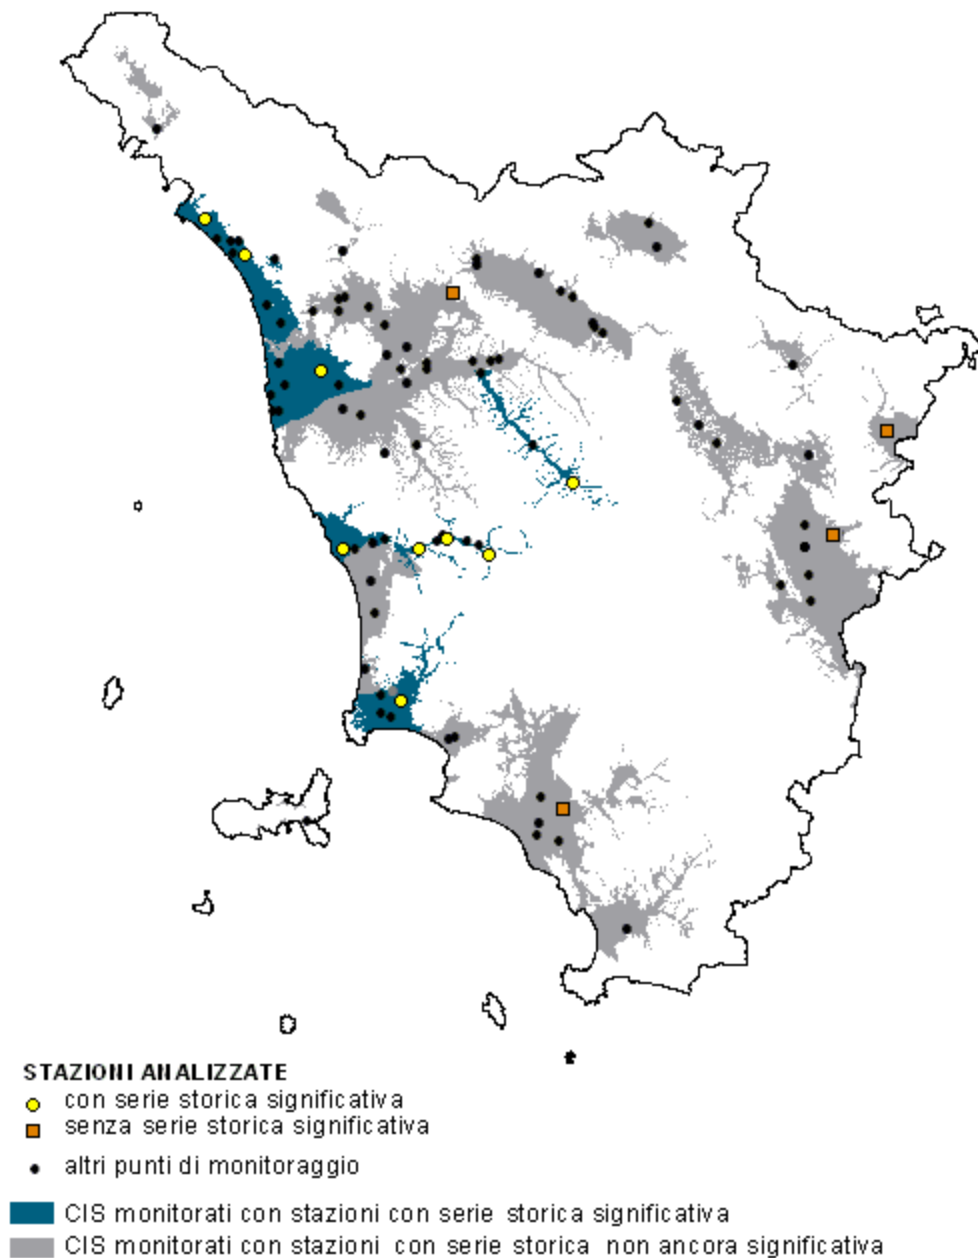 STAZIONI ANALIZZATE
con serie storica significativa
senza serie storica significativa
altri punti di monitoraggio
CIS monitorati con stazioni con serie storica significativa
CIS monitorati con stazioni con serie storica non ancora significativa